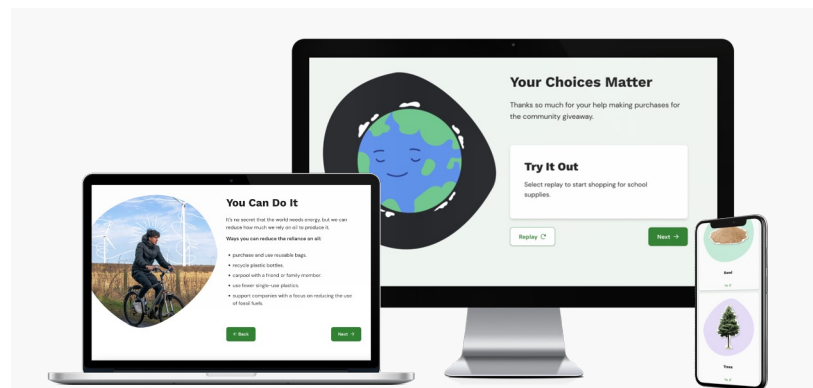 Your Choices Matter
Thanks so much for your help making purchases for
the community giveaway.
Try It Out
Select replay to start shopping for school
supplies.
Replay
Next →
You Can Do It
It's no secret that the world needs energy, but we can
reduce how much we rely on oil to produce it.
Ways you can reduce the reliance on oil:
• purchase and use reusable bags.
• recycle plastic bottles.
• carpool with a friend or family member.
• use fewer single-use plastics.
• support companies with a focus on reducing the use
of fossil fuels.
← Back
Next →
Sand
Trees